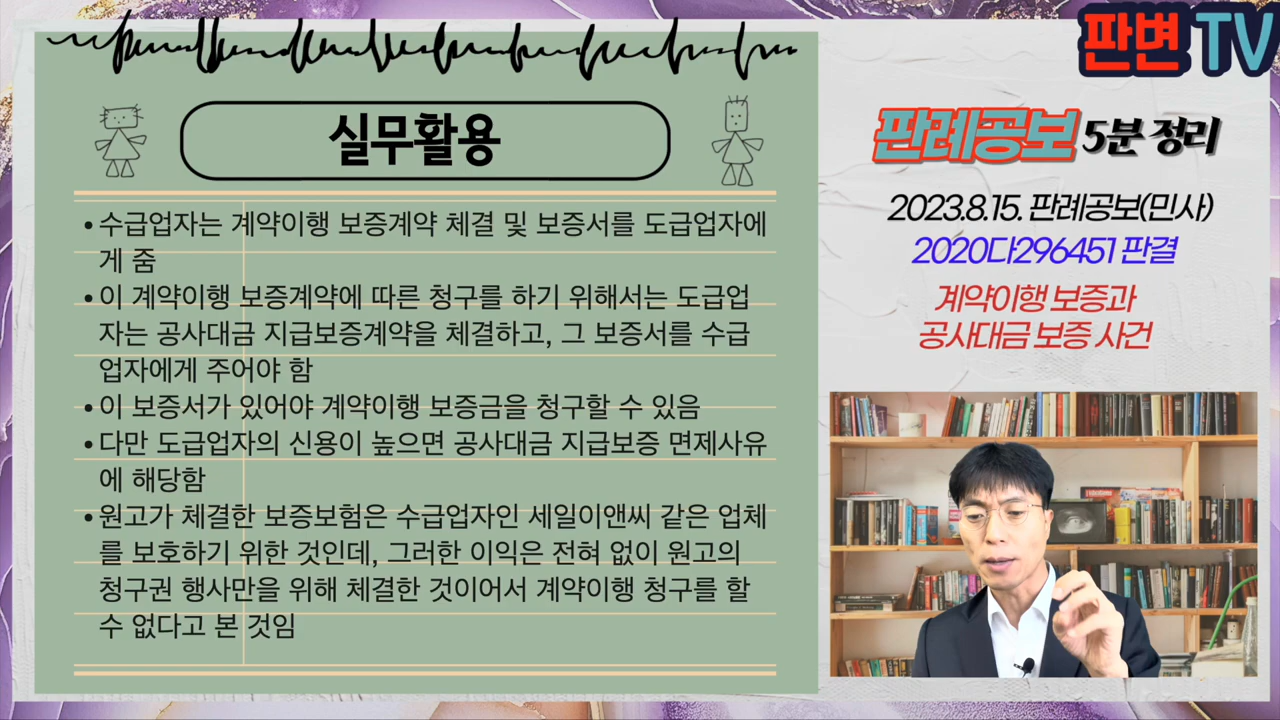 판변 TV
실무활용
• 수급업자는 계약이행 보증계약 체결 및 보증서를 도급업자에
게 줌
• 이 계약이행 보증계약에 따른 청구를 하기 위해서는 도급업
자는 공사대금 지급보증계약을 체결하고, 그 보증서를 수급
업자에게 주어야 함
• 이 보증서가 있어야 계약이행 보증금을 청구할 수 있음
• 다만 도급업자의 신용이 높으면 공사대금 지급보증 면제사유
에 해당함
• 원고가 체결한 보증보험은 수급업자인 세일이앤씨 같은 업체
를 보호하기 위한 것인데, 그러한 이익은 전혀 없이 원고의
청구권 행사만을 위해 체결한 것이어서 계약이행 청구를 할
수 없다고 본 것임
판례공보 5분 정리
2023.8.15. 판례공보(민사)
2020다296451 판결
계약이행 보증과
공사대금 보증 사건